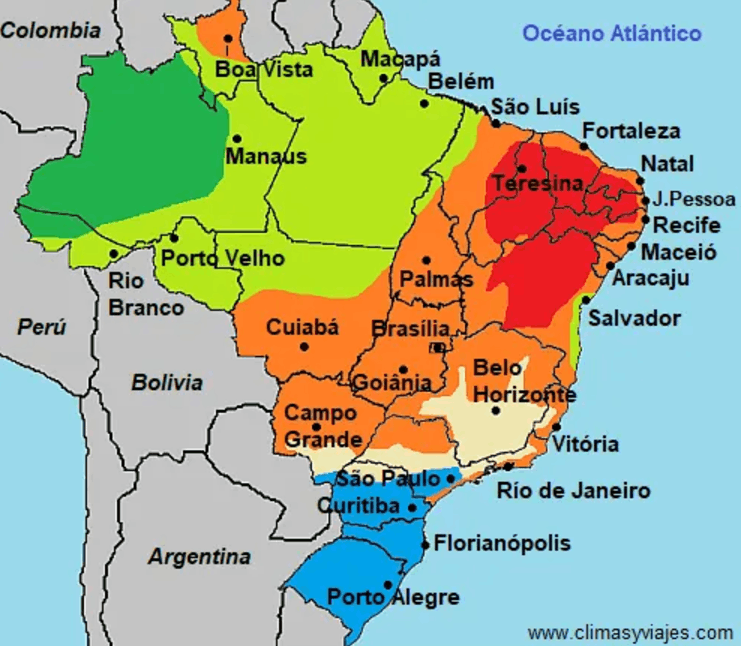 Colombia
Océano Atlántico
Macapá
Boa Vista
Belém
São Luís
Fortaleza
Manaus
Natal
Teresina
J.Pessoa
Recife
Maceió
Porto Velho
Palmas
Aracaju
Rio
Branco
Salvador
Perú
Cuiabá
Brasília
Bolivia
Goiânia
Belo
Horizonte
Campo
Grande
Vitória
São Paulo
Río de Janeiro
Curitiba
Florianópolis
Argentina
Porto Alegre
www.climasyviajes.com